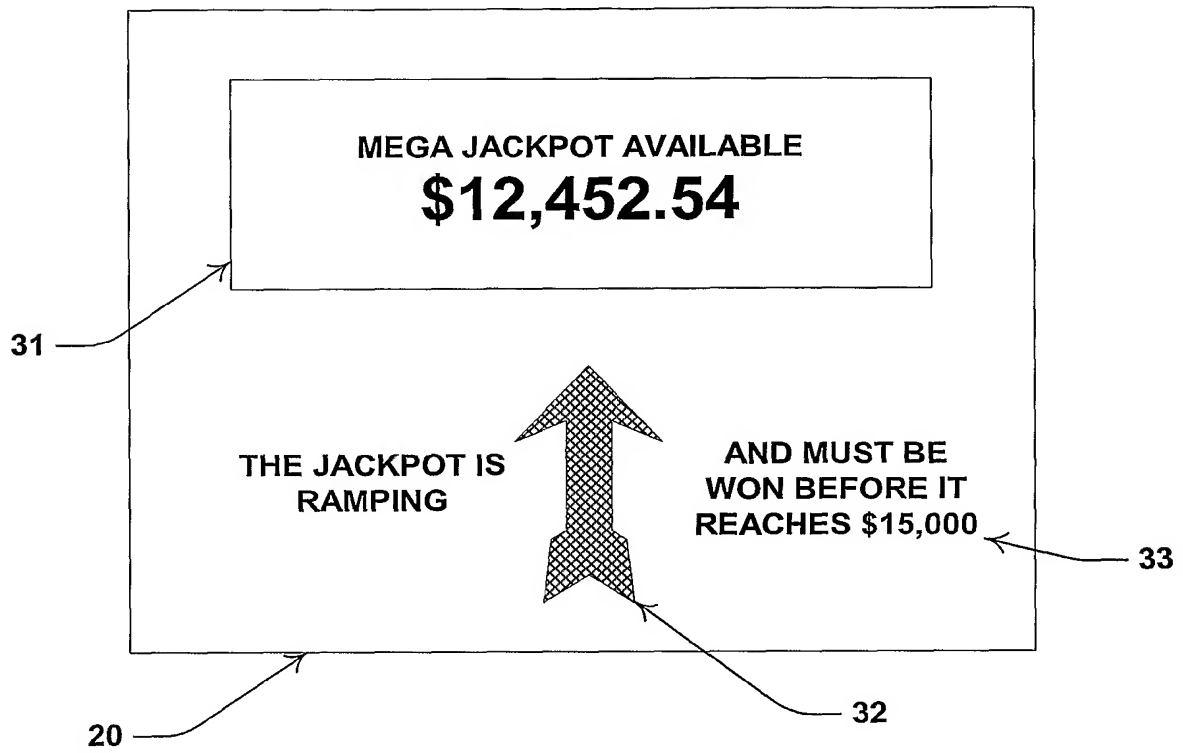 MEGA JACKPOT AVAILABLE
$12,452.54
31
THE JACKPOT IS
RAMPING
AND MUST BE
WON BEFORE IT
REACHES $15,000
33
32
20